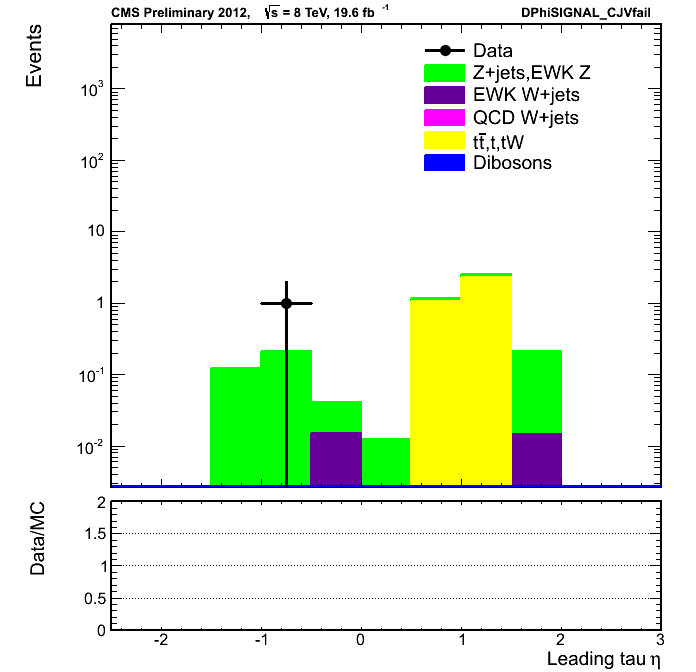 CMS Preliminary 2012, √s = 8 TeV, 19.6 fb⁻¹ DPhiSIGNAL_CJVfail
Events
Data
Z+jets,EWK Z
EWK W+jets
QCD W+jets
tt̅,t,tW
Dibosons
10³
10²
10
1
10⁻¹
10⁻²
Data/MC
2
1.5
1
0.5
0
-2 -1 0 1 2 3
Leading tau η